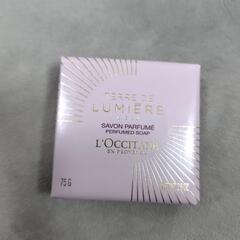 TERRE DE
LUMIÈRE
SAVON PARFUMÉ
PERFUMED SOAP
L'OCCITANE
EN PROVENCE
75 G